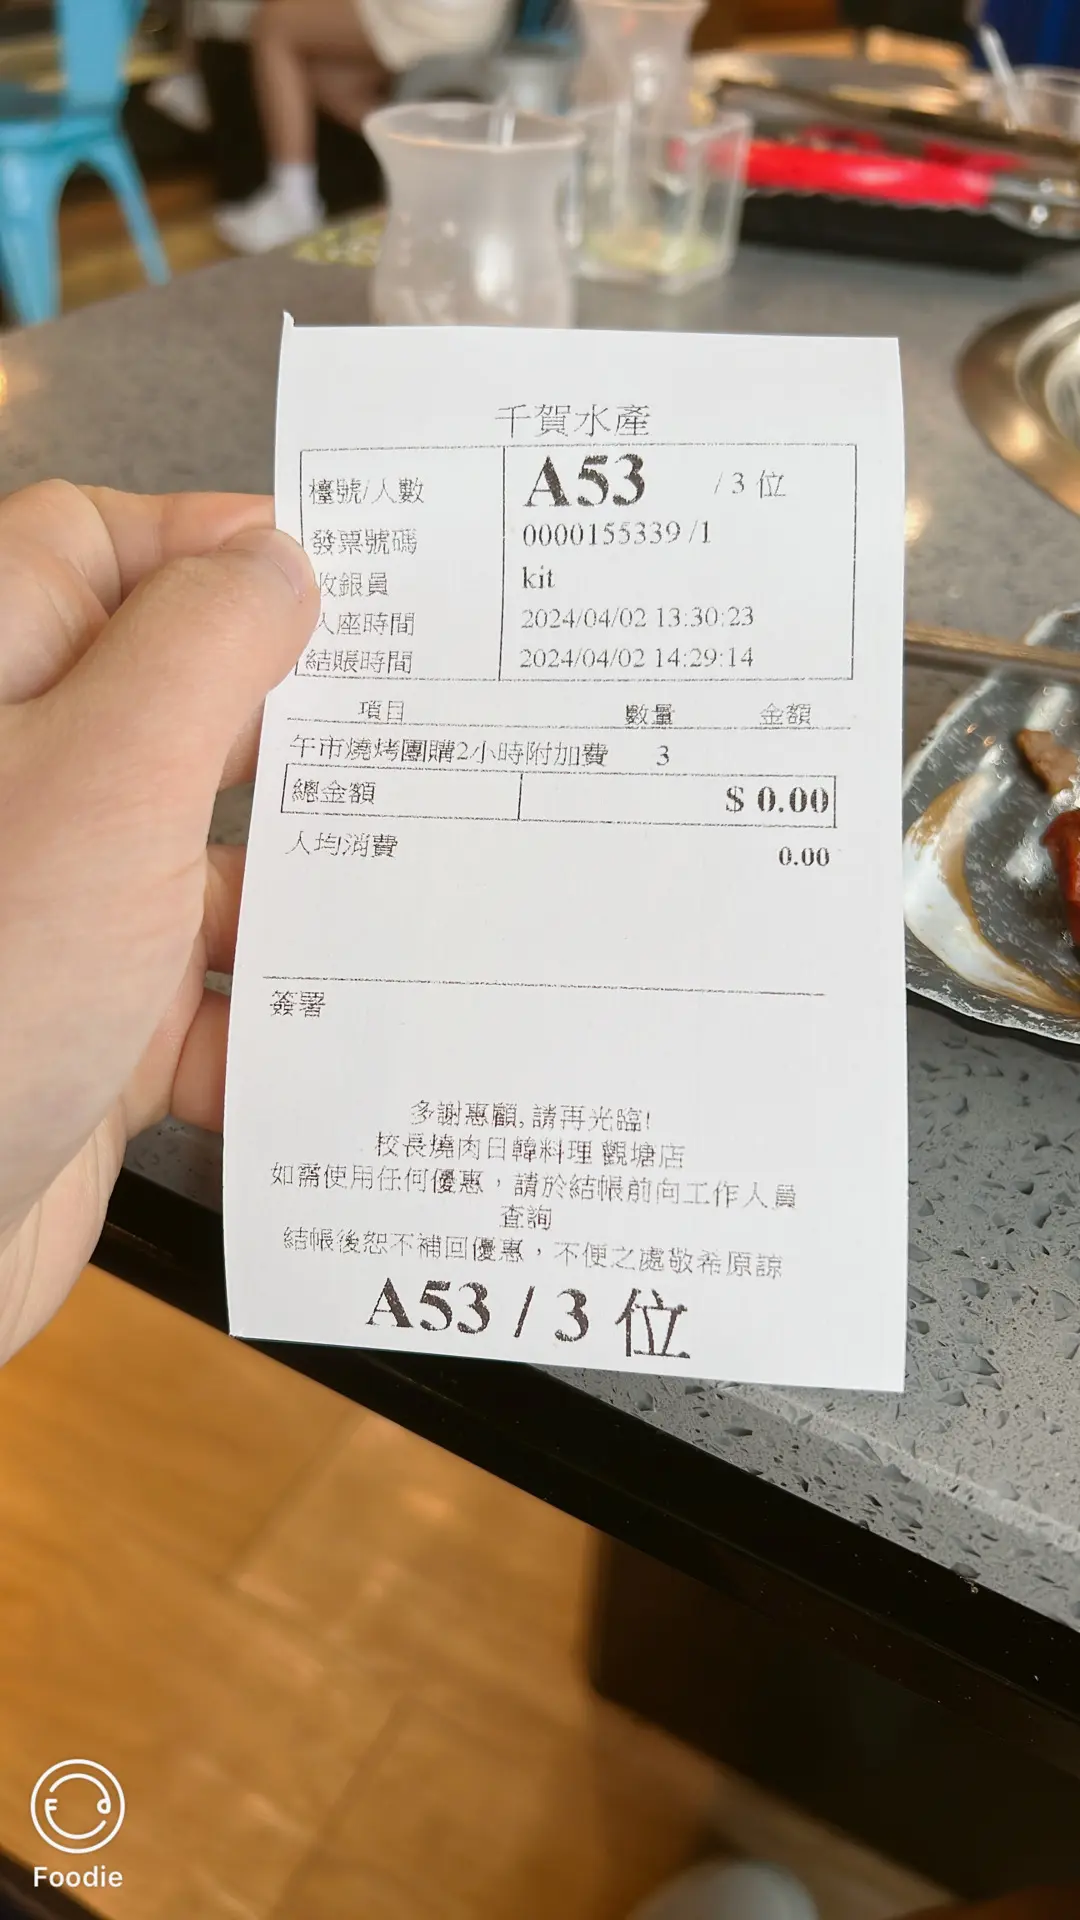 千賀水產
檯號/人數 A53 / 3 位
發票號碼 0000155339 /1
收銀員 kit
入座時間 2024/04/02 13:30:23
結賬時間 2024/04/02 14:29:14
項目 數量 金額
午市燒烤團購2小時附加費 3
總金額 $ 0.00
人均消費 0.00
簽署
多謝惠顧, 請再光臨!
校長燒肉日韓料理 觀塘店
如需使用任何優惠，請於結帳前向工作人員
查詢
結帳後恕不補回優惠，不便之處敬希原諒
A53 / 3 位
Foodie